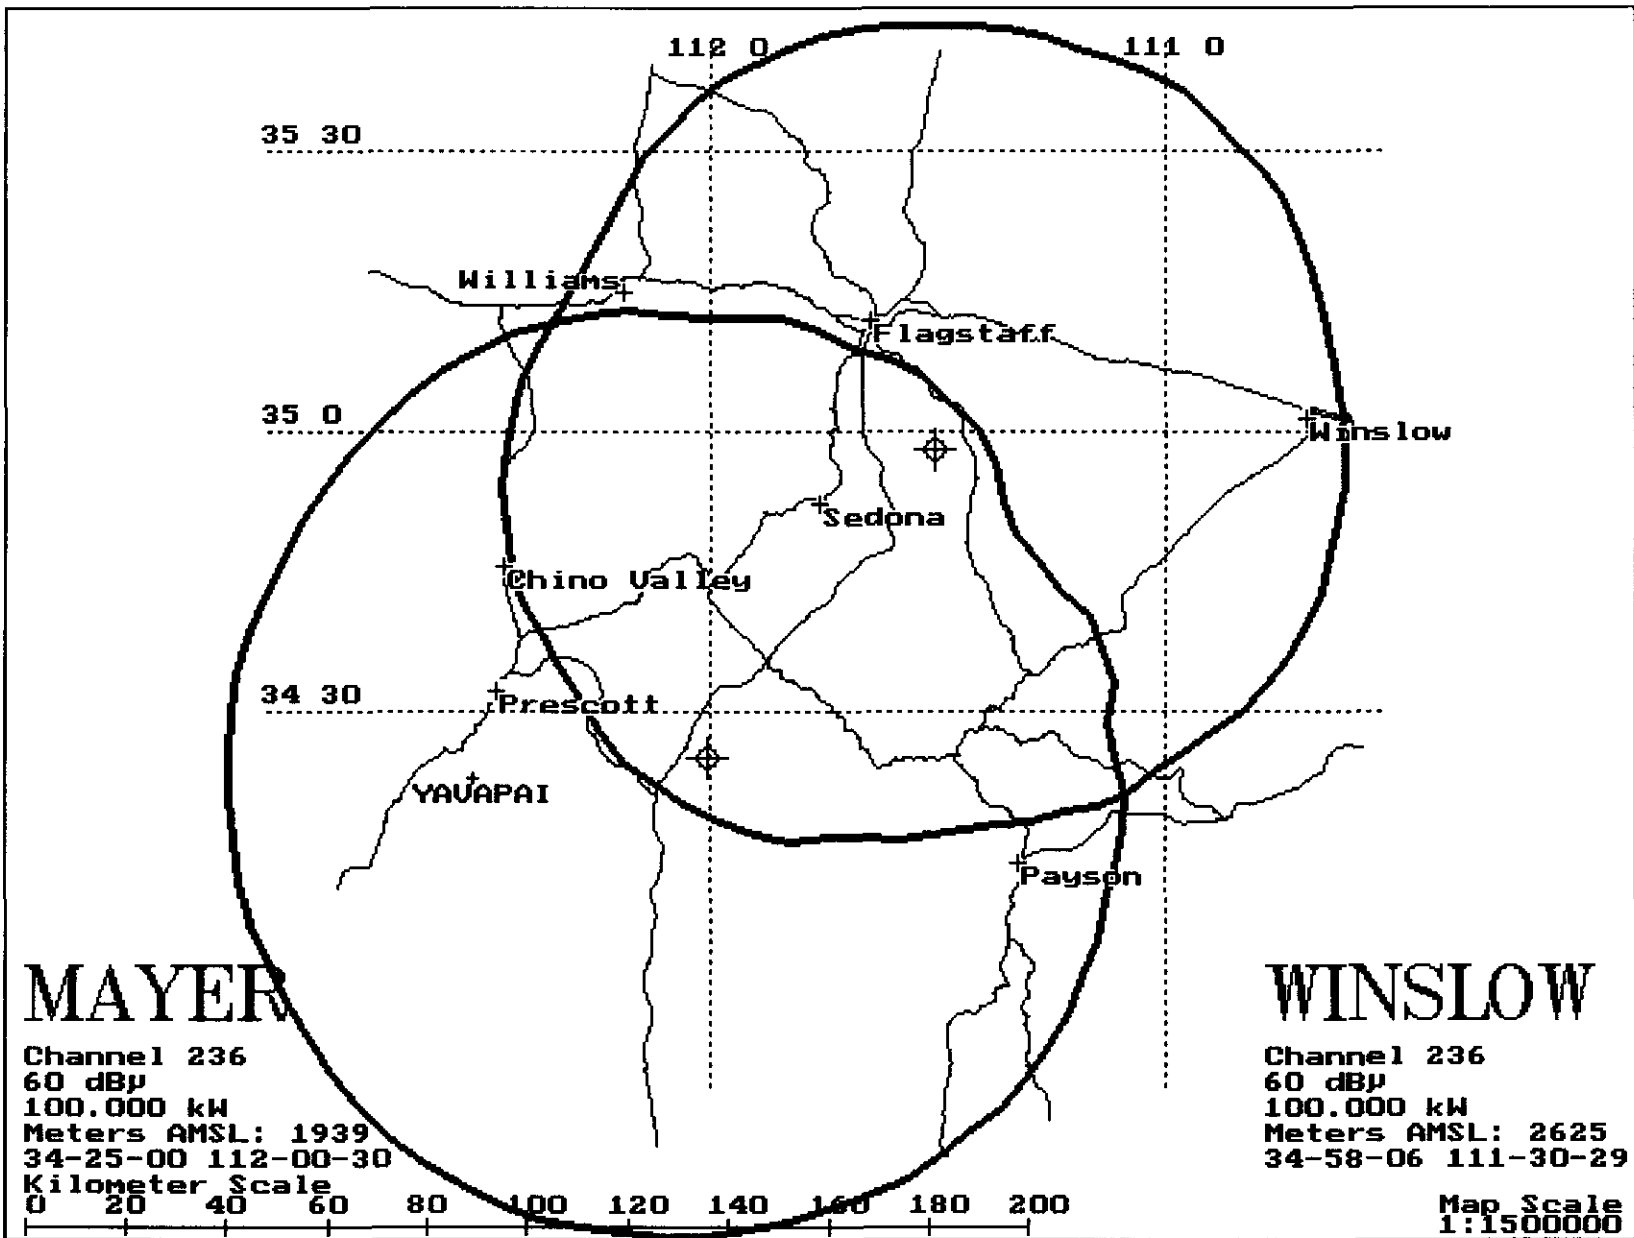 112 0
111 0
35 30
Williams
Flagstaff
35 0
Winslow
Sedona
Chino Valley
34 30
Prescott
YAVAPAI
Payson
MAYER
Channel 236
60 dBµ
100.000 kW
Meters AMSL: 1939
34-25-00 112-00-30
Kilometer Scale
0 20 40 60 80 100 120 140 160 180 200
WINSLOW
Channel 236
60 dBµ
100.000 kW
Meters AMSL: 2625
34-58-06 111-30-29
Map Scale
1:1500000